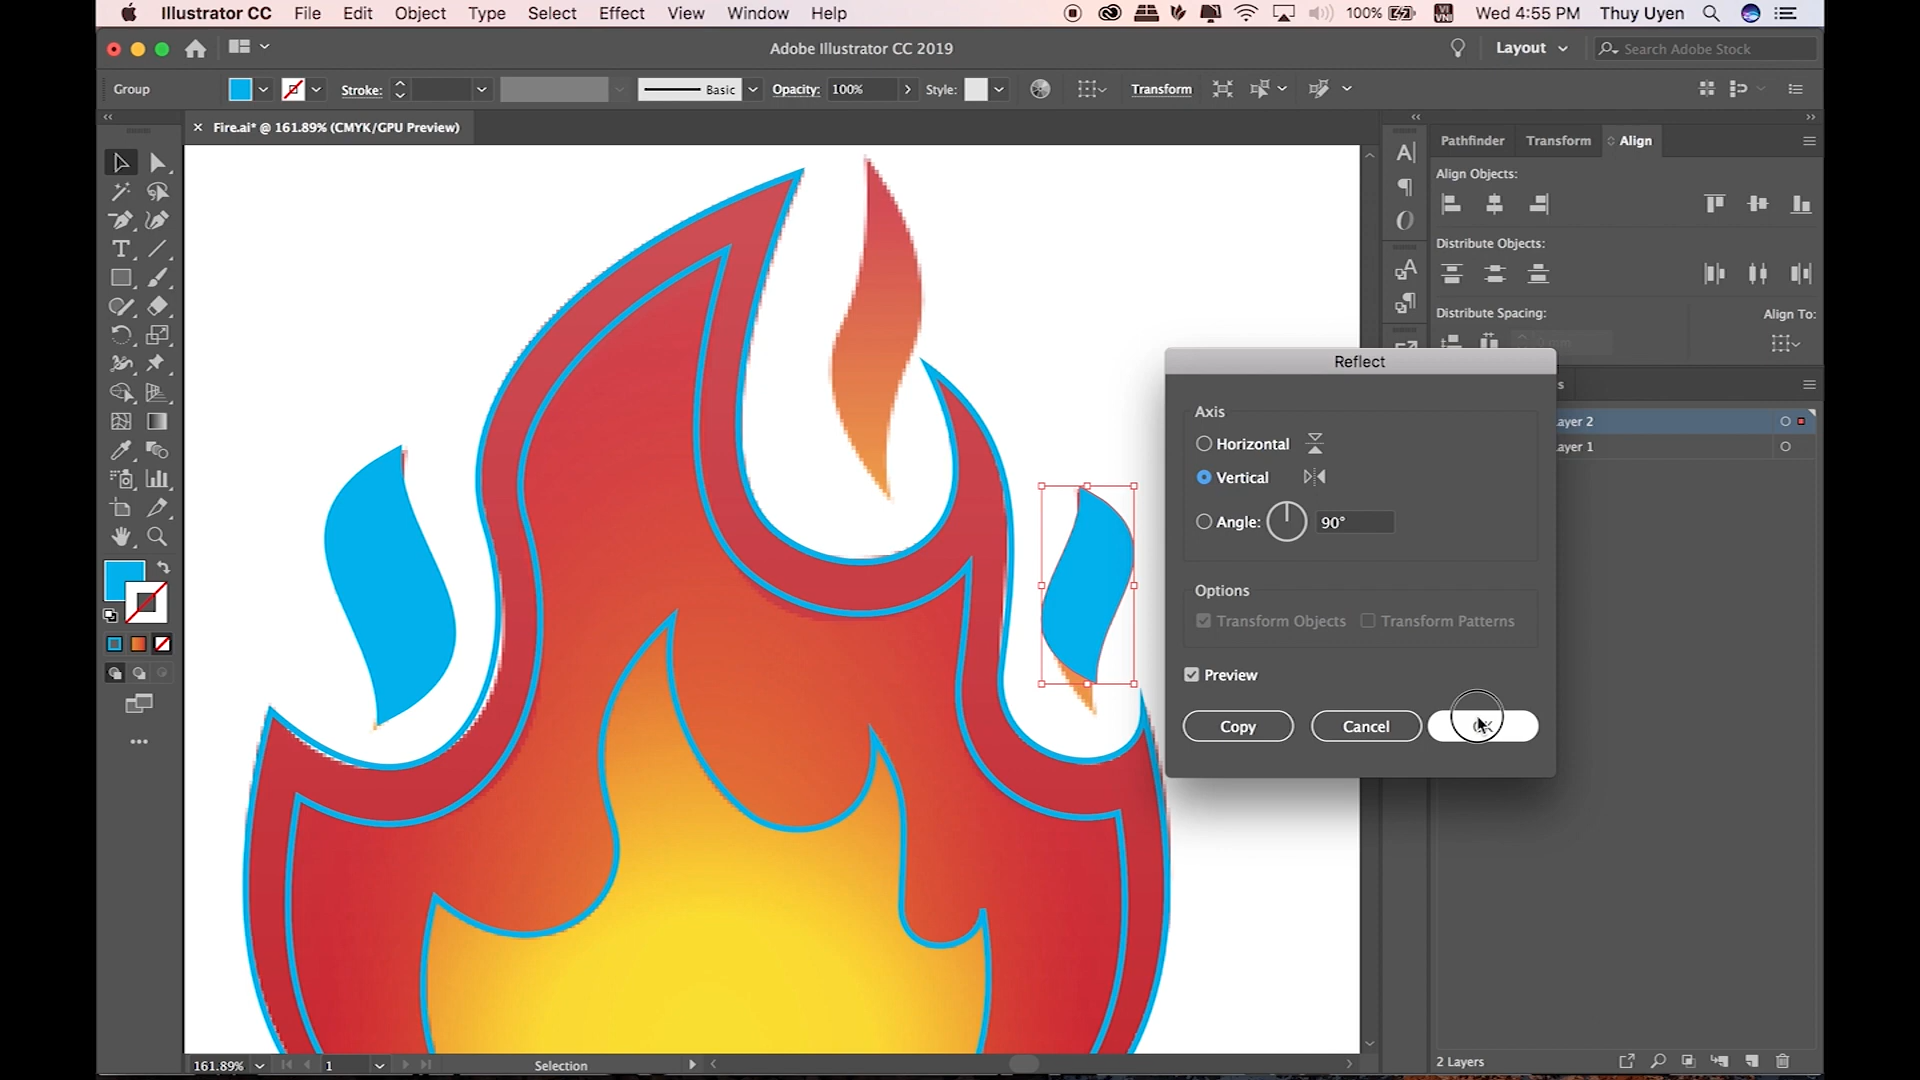 Illustrator CC File Edit Object Type Select Effect View Window Help
100% VI VNI Wed 4:55 PM Thuy Uyen
Adobe Illustrator CC 2019
Layout
Search Adobe Stock
Group
Stroke:
Basic
Opacity: 100%
Style:
Transform
Fire.ai* @ 161.89% (CMYK/GPU Preview)
Pathfinder Transform Align
Align Objects:
Distribute Objects:
Distribute Spacing:
Align To:
Reflect
Axis
Horizontal
Vertical
Angle: 90°
Options
Transform Objects Transform Patterns
Preview
Copy Cancel
ayer 2
ayer 1
161.89%
1
Selection
2 Layers